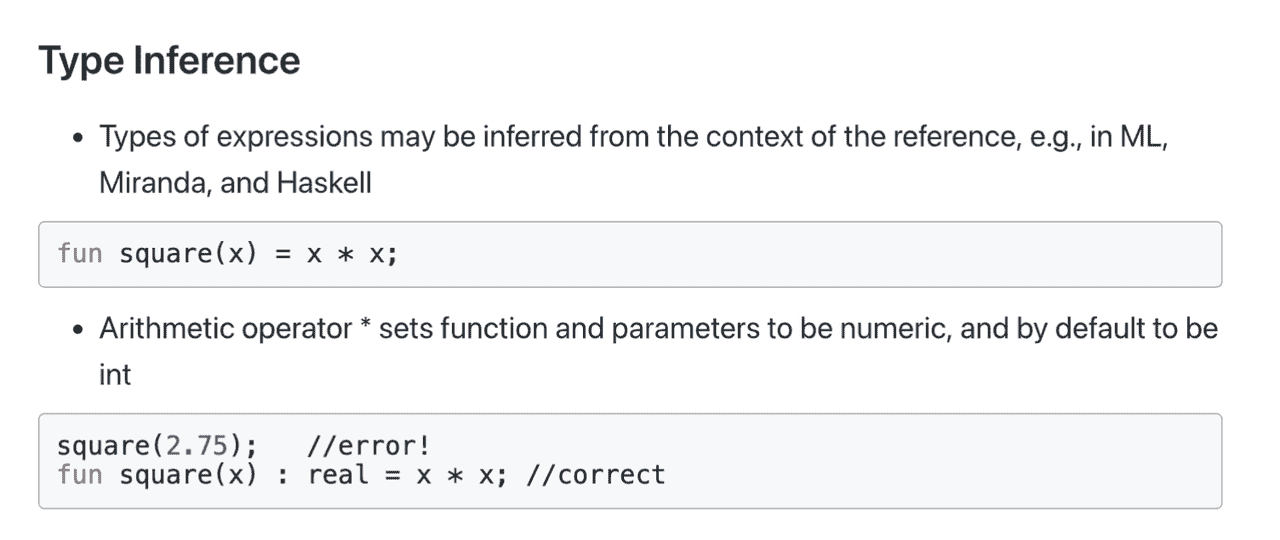 Type Inference
• Types of expressions may be inferred from the context of the reference, e.g., in ML,
Miranda, and Haskell
fun square(x) = x * x;
• Arithmetic operator * sets function and parameters to be numeric, and by default to be
int
square(2.75);   //error!
fun square(x) : real = x * x; //correct